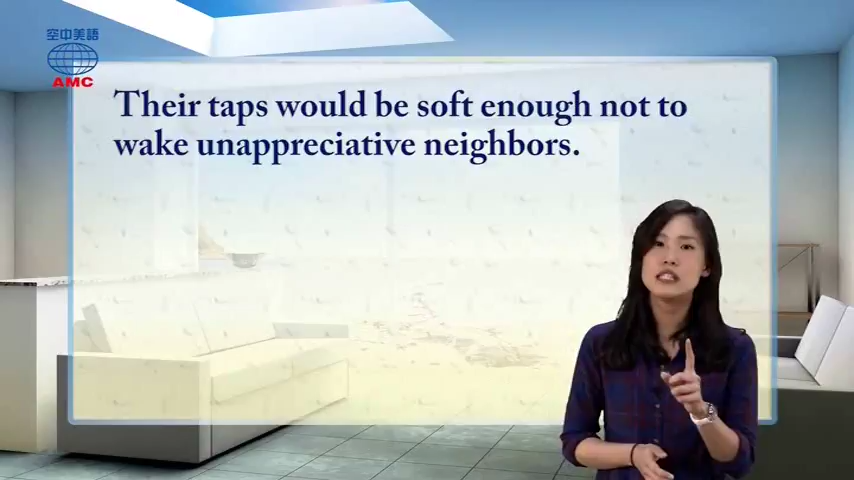 空中美語
AMC
Their taps would be soft enough not to
wake unappreciative neighbors.